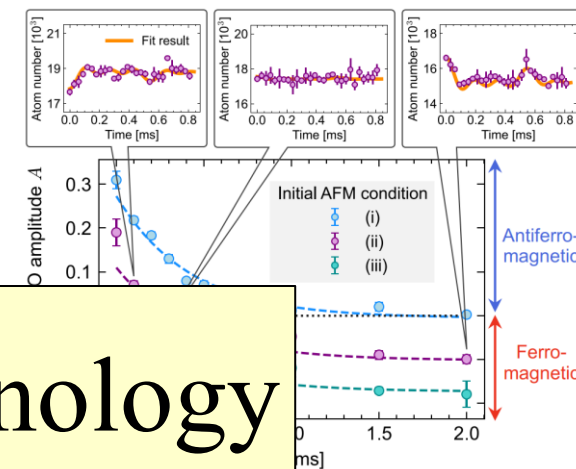 21
19
17
Atom number [10³]
Fit result
0.0 0.2 0.4 0.6 0.8
Time [ms]
20
18
16
Atom number [10³]
0.0 0.2 0.4 0.6 0.8
Time [ms]
18
16
14
Atom number [10³]
0.0 0.2 0.4 0.6 0.8
Time [ms]
O amplitude A
0.3
0.2
0.1
Initial AFM condition
(i)
(ii)
(iii)
Antiferro-
magnetic
Ferro-
magnetic
nology
0 1.5 2.0
ms]